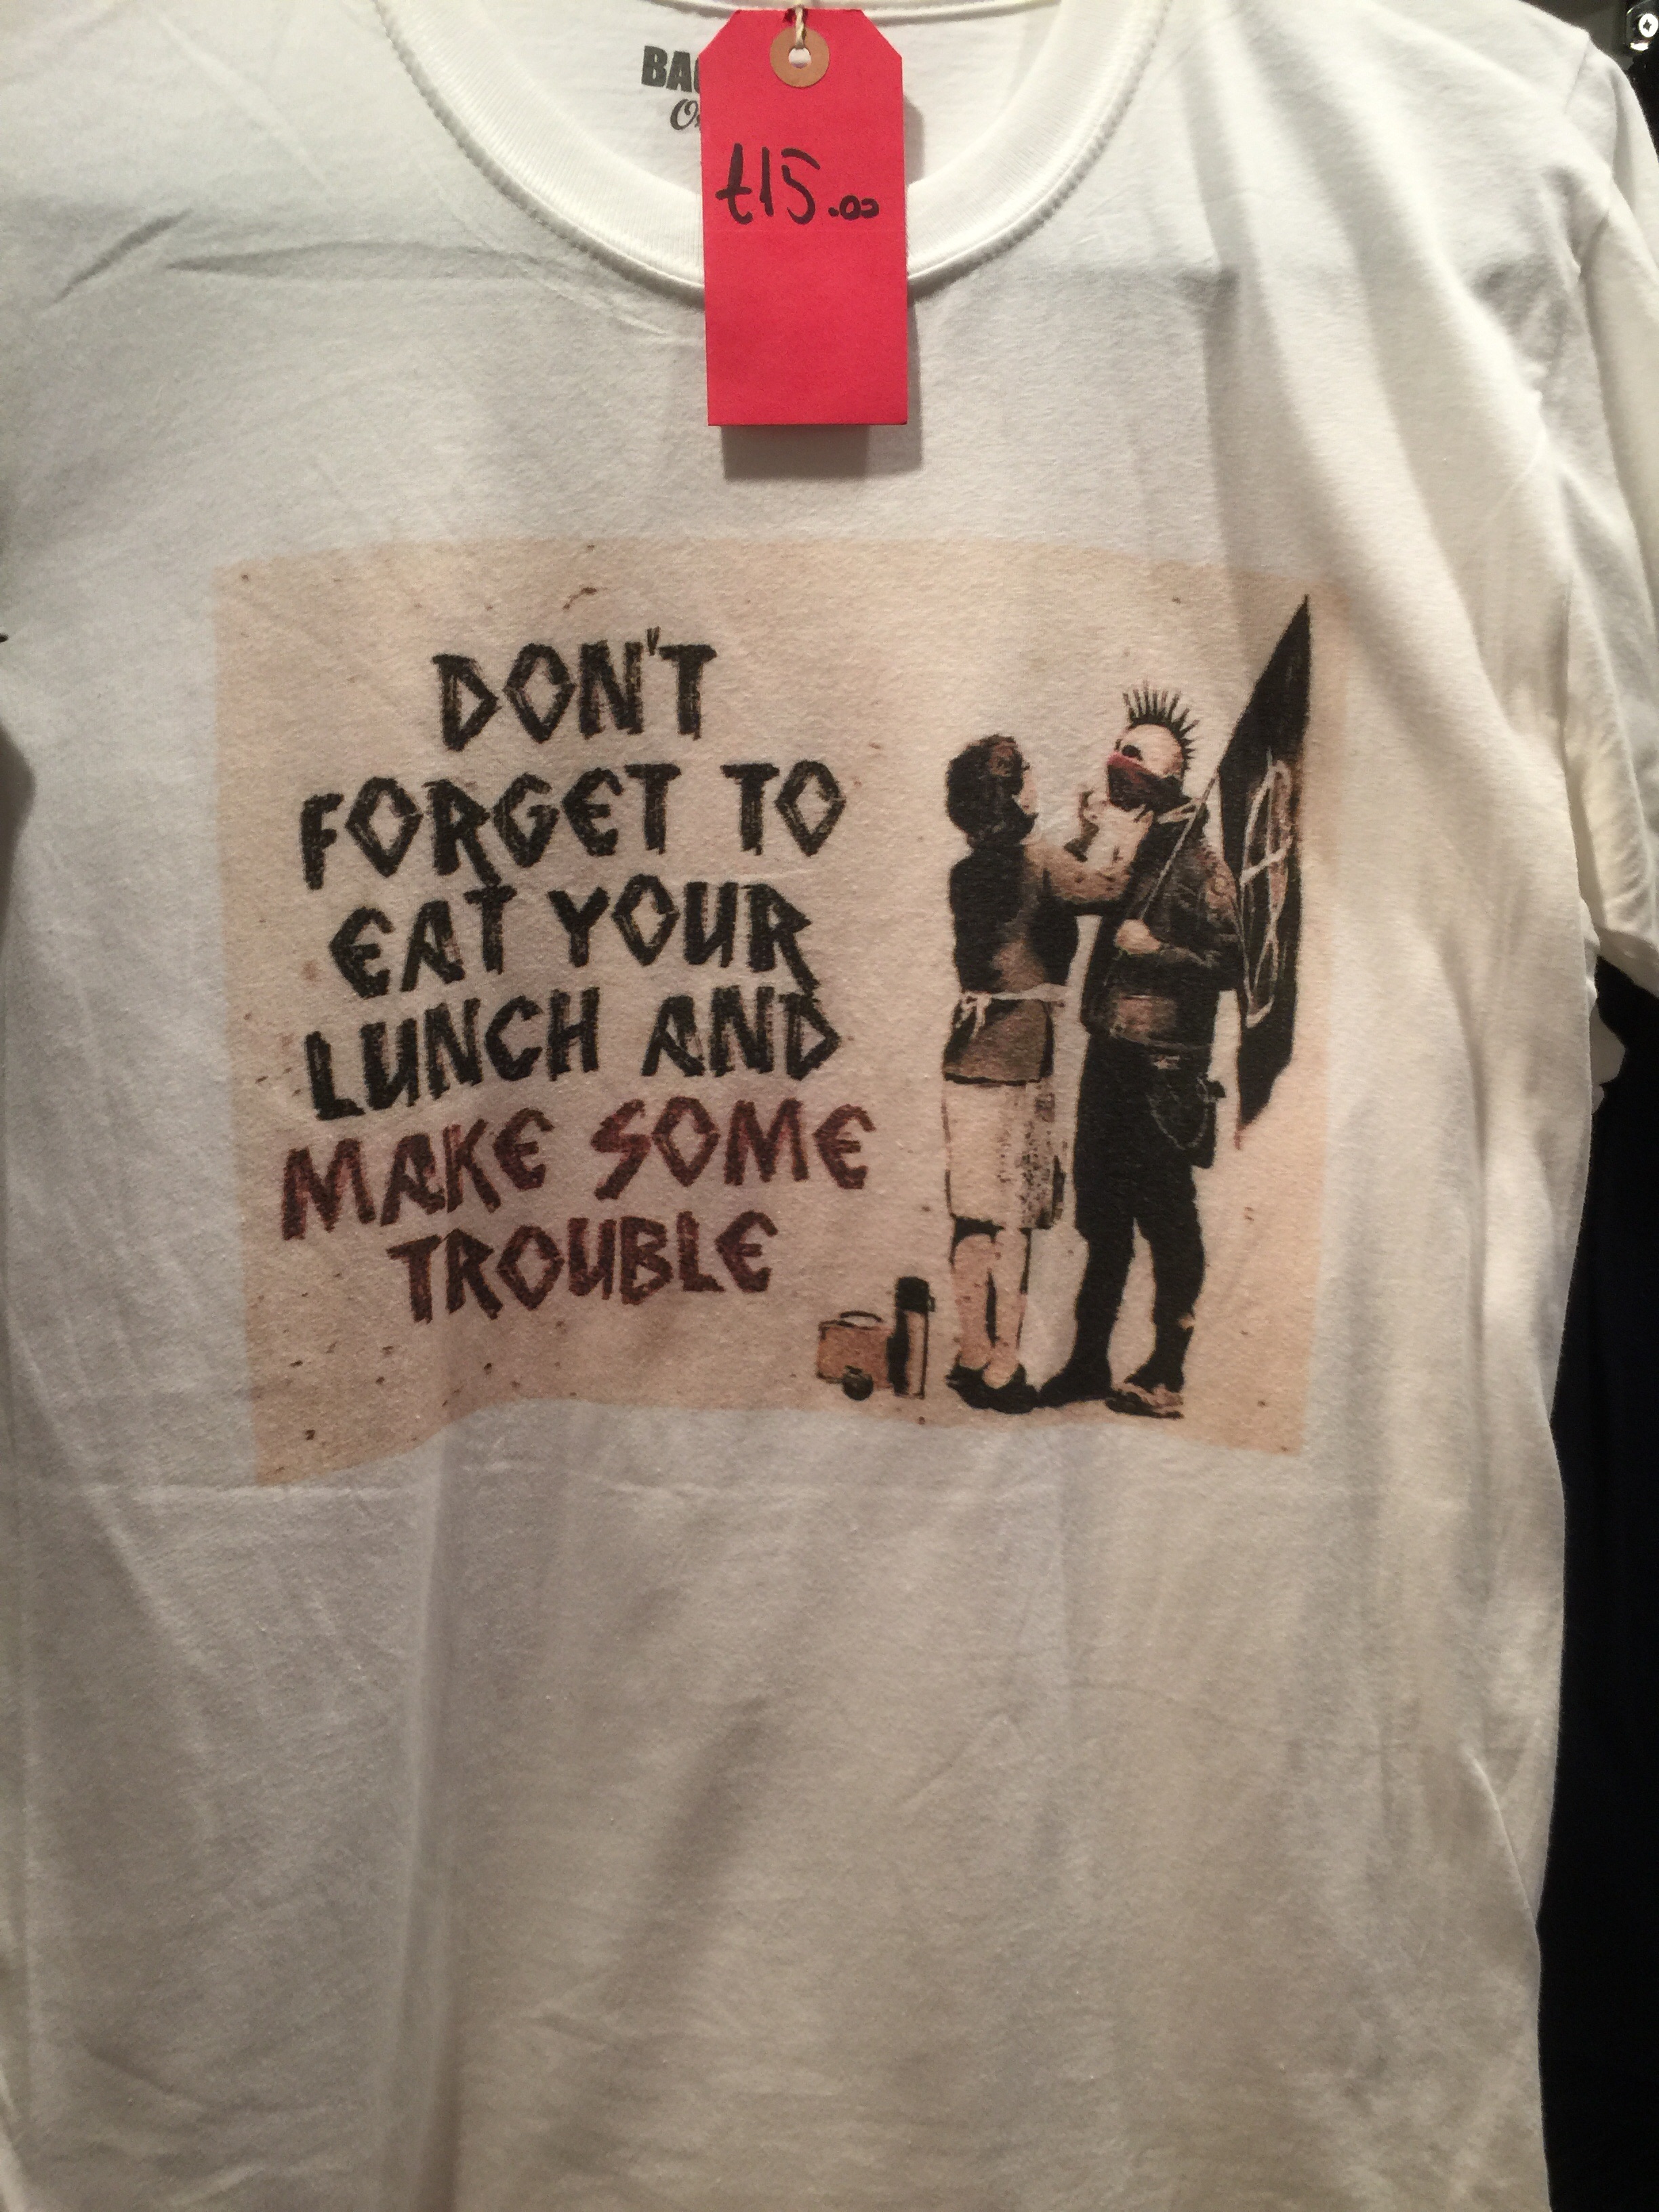 £15.00
DON'T
FORGET TO
EAT YOUR
LUNCH AND
MAKE SOME
TROUBLE